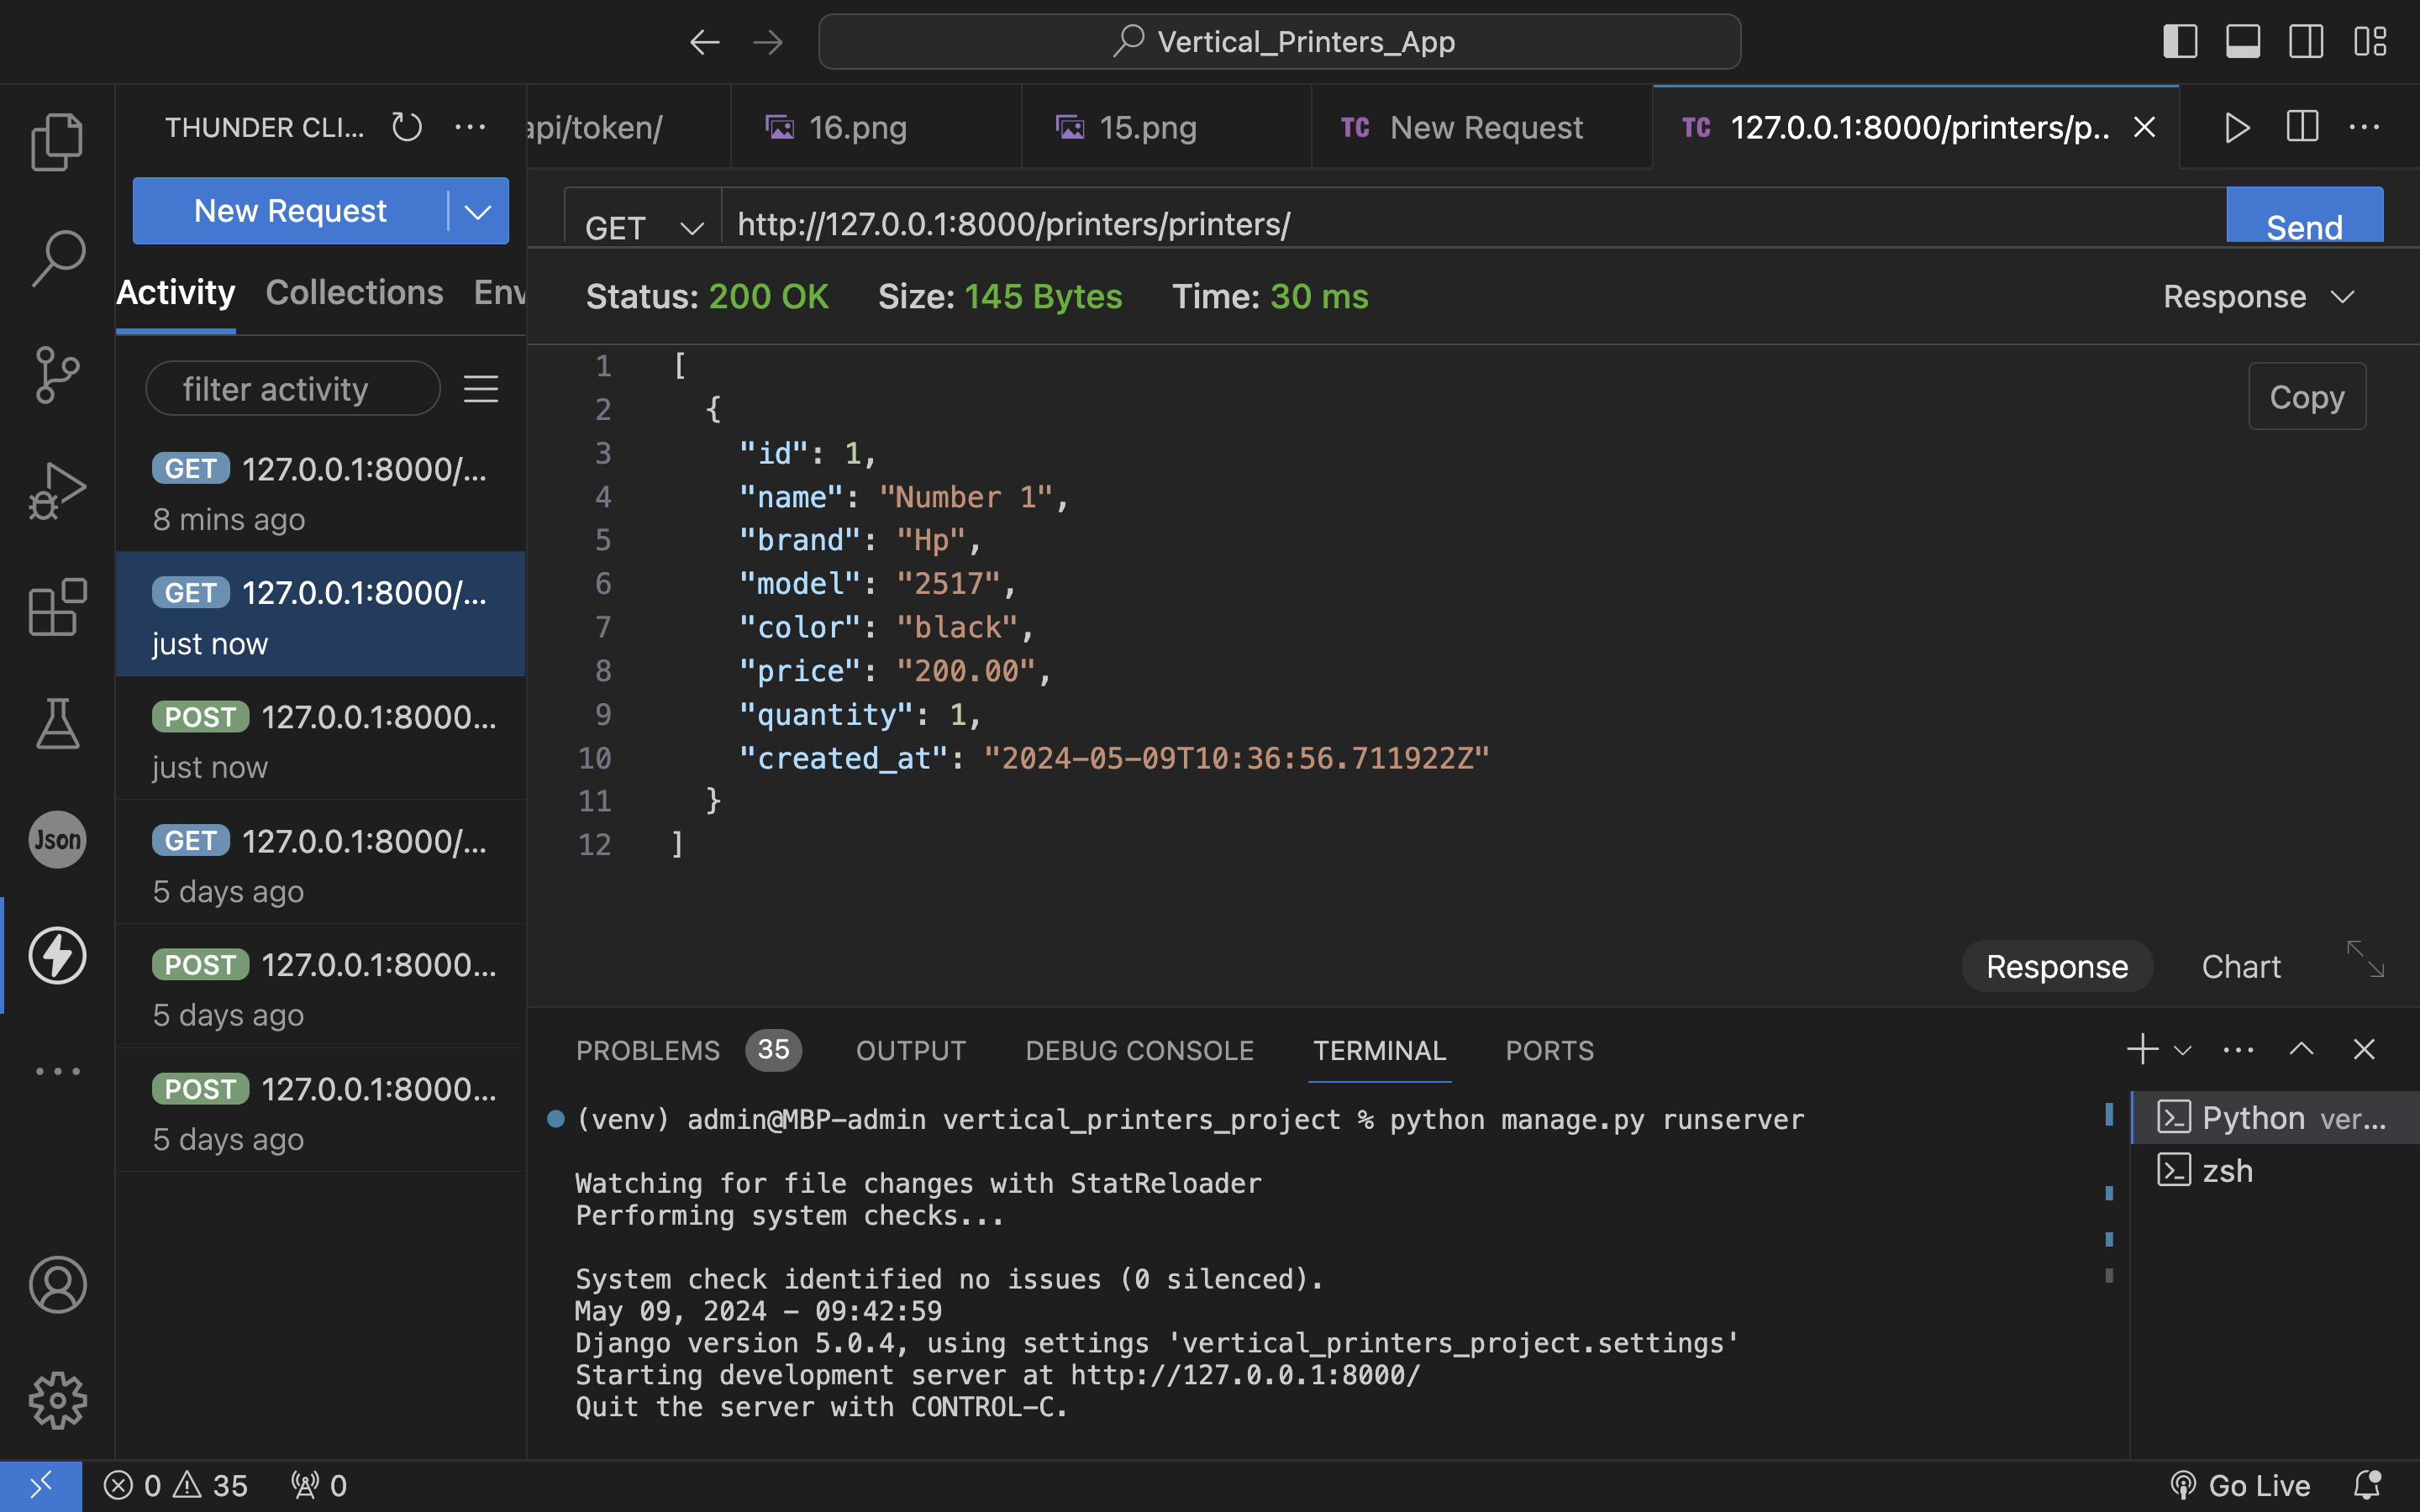 Vertical_Printers_App
THUNDER CLI...
api/token/
16.png
15.png
TC New Request
TC 127.0.0.1:8000/printers/p..
New Request
GET
http://127.0.0.1:8000/printers/printers/
Send
Activity
Collections
Env
Status: 200 OK
Size: 145 Bytes
Time: 30 ms
Response
filter activity
GET 127.0.0.1:8000/...
8 mins ago
GET 127.0.0.1:8000/...
just now
POST 127.0.0.1:8000...
just now
GET 127.0.0.1:8000/...
5 days ago
POST 127.0.0.1:8000...
5 days ago
POST 127.0.0.1:8000...
5 days ago
Json
Copy
1 [
2 {
3 "id": 1,
4 "name": "Number 1",
5 "brand": "Hp",
6 "model": "2517",
7 "color": "black",
8 "price": "200.00",
9 "quantity": 1,
10 "created_at": "2024-05-09T10:36:56.711922Z"
11 }
12 ]
Response
Chart
PROBLEMS 35
OUTPUT
DEBUG CONSOLE
TERMINAL
PORTS
(venv) admin@MBP-admin vertical_printers_project % python manage.py runserver
Watching for file changes with StatReloader
Performing system checks...
System check identified no issues (0 silenced).
May 09, 2024 - 09:42:59
Django version 5.0.4, using settings 'vertical_printers_project.settings'
Starting development server at http://127.0.0.1:8000/
Quit the server with CONTROL-C.
Python ver...
zsh
0 35 0
Go Live